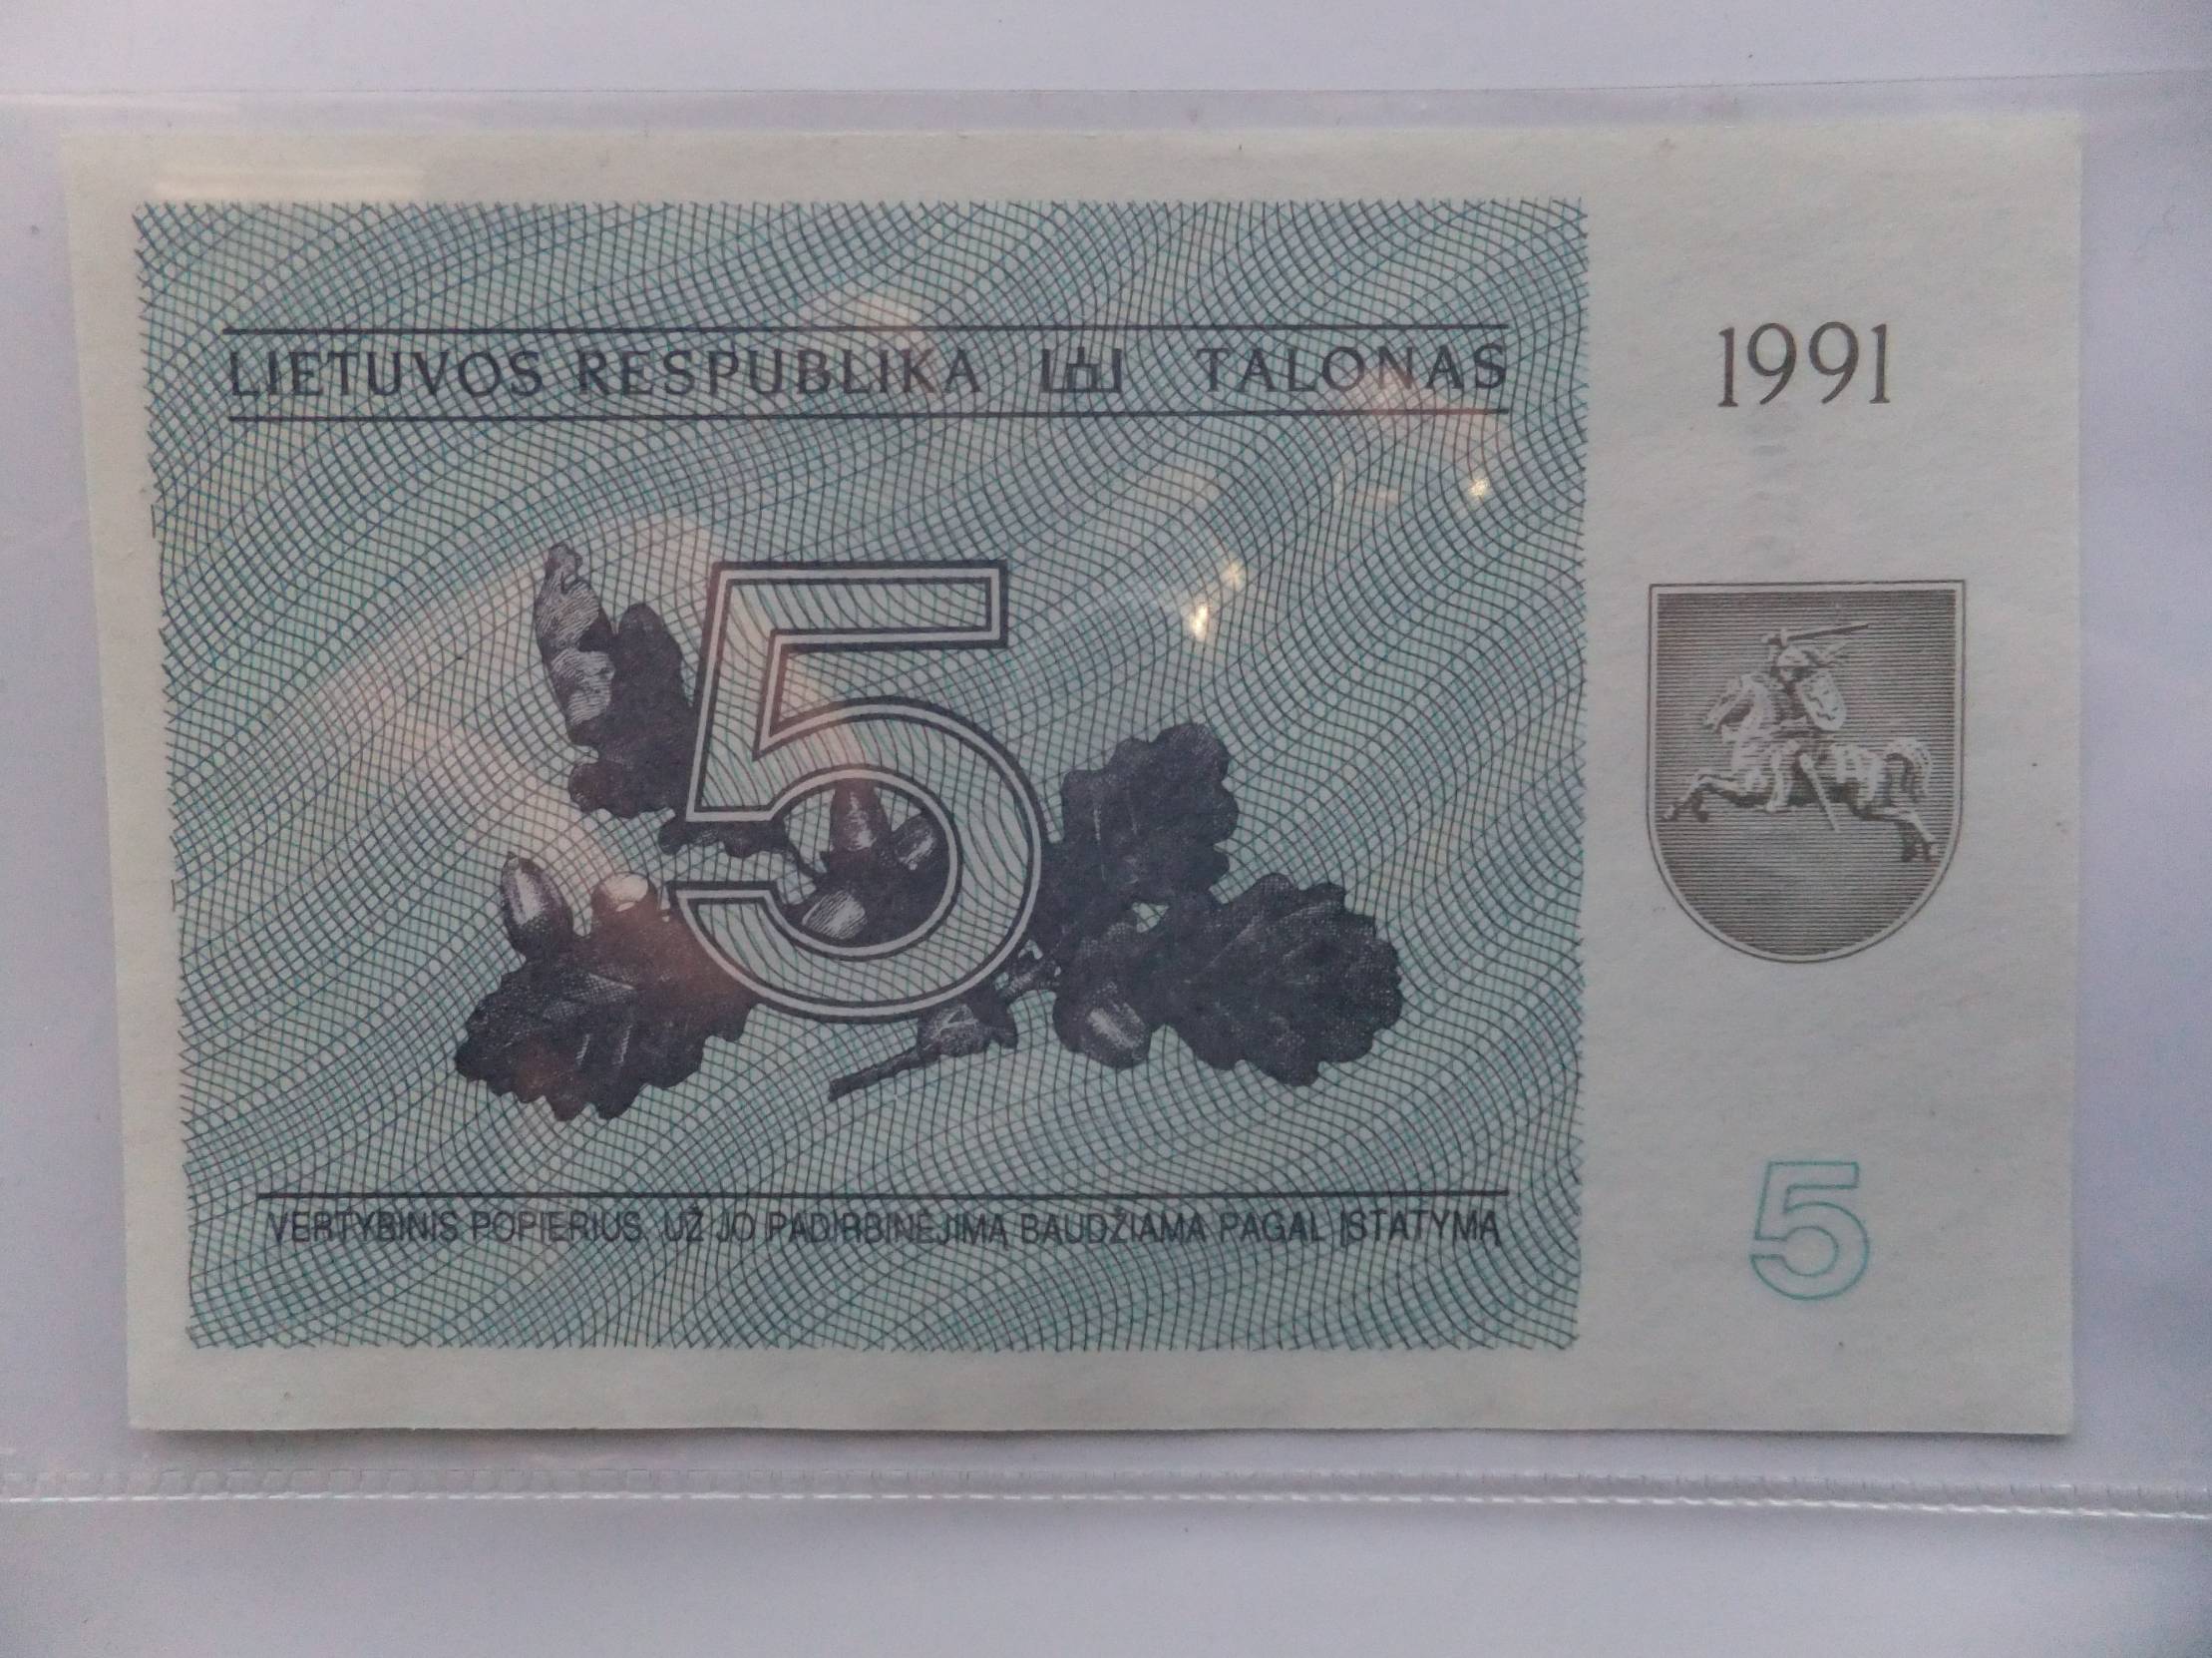 LIETUVOS RESPUBLIKA TALONAS
1991
5
5
VERTYBINIS POPIERIUS UŽ JO PADIRBINĖJIMĄ BAUDŽIAMA PAGAL ĮSTATYMĄ